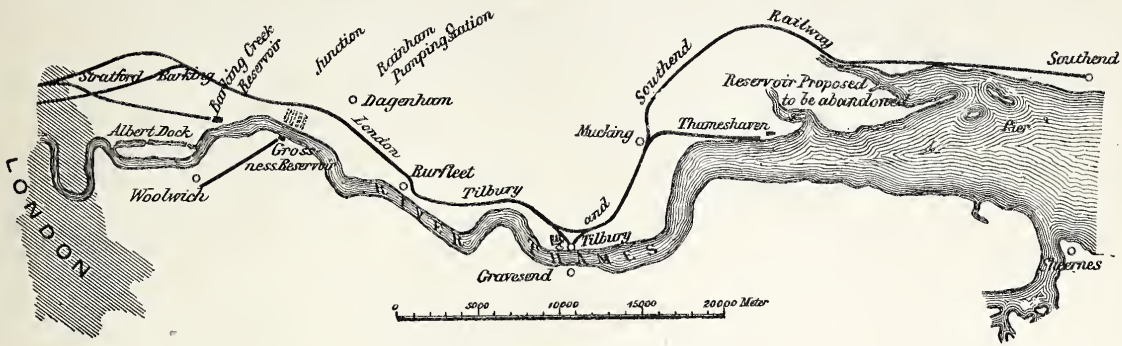 Railway
Southend
Southend
Junction
Rainham
Pumping Station
Barking Creek
Reservoir
Stratford Barking
Dagenham
Reservoir Proposed
to be abandoned
Pier
London
Albert Dock
Mucking
Thameshaven
Gross
ness Reservoir
LONDON
Woolwich
Rurfleet
Tilbury
and
RIVER THAMES
Tilbury
Gravesend
Sheernes
0 5000 10000 15000 20000 Meter